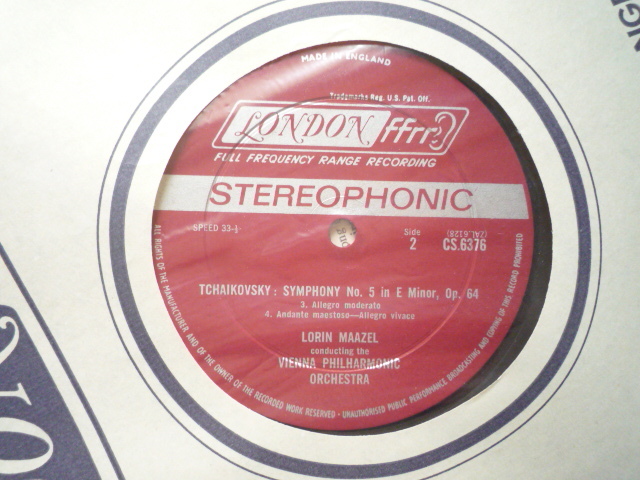 MADE IN ENGLAND
Trademarks Reg. U.S. Pat. Off.
LONDON ffrr
FULL FREQUENCY RANGE RECORDING
STEREOPHONIC
SPEED 33⅓
Side
2
(ZAL.6128)
CS.6376
TCHAIKOVSKY : SYMPHONY No. 5 in E Minor, Op. 64
3. Allegro moderato
4. Andante maestoso—Allegro vivace
LORIN MAAZEL
conducting the
VIENNA PHILHARMONIC
ORCHESTRA
ALL RIGHTS OF THE MANUFACTURER AND OF THE OWNER OF THE RECORDED WORK RESERVED · UNAUTHORISED PUBLIC PERFORMANCE BROADCASTING AND COPYING OF THIS RECORD PROHIBITED